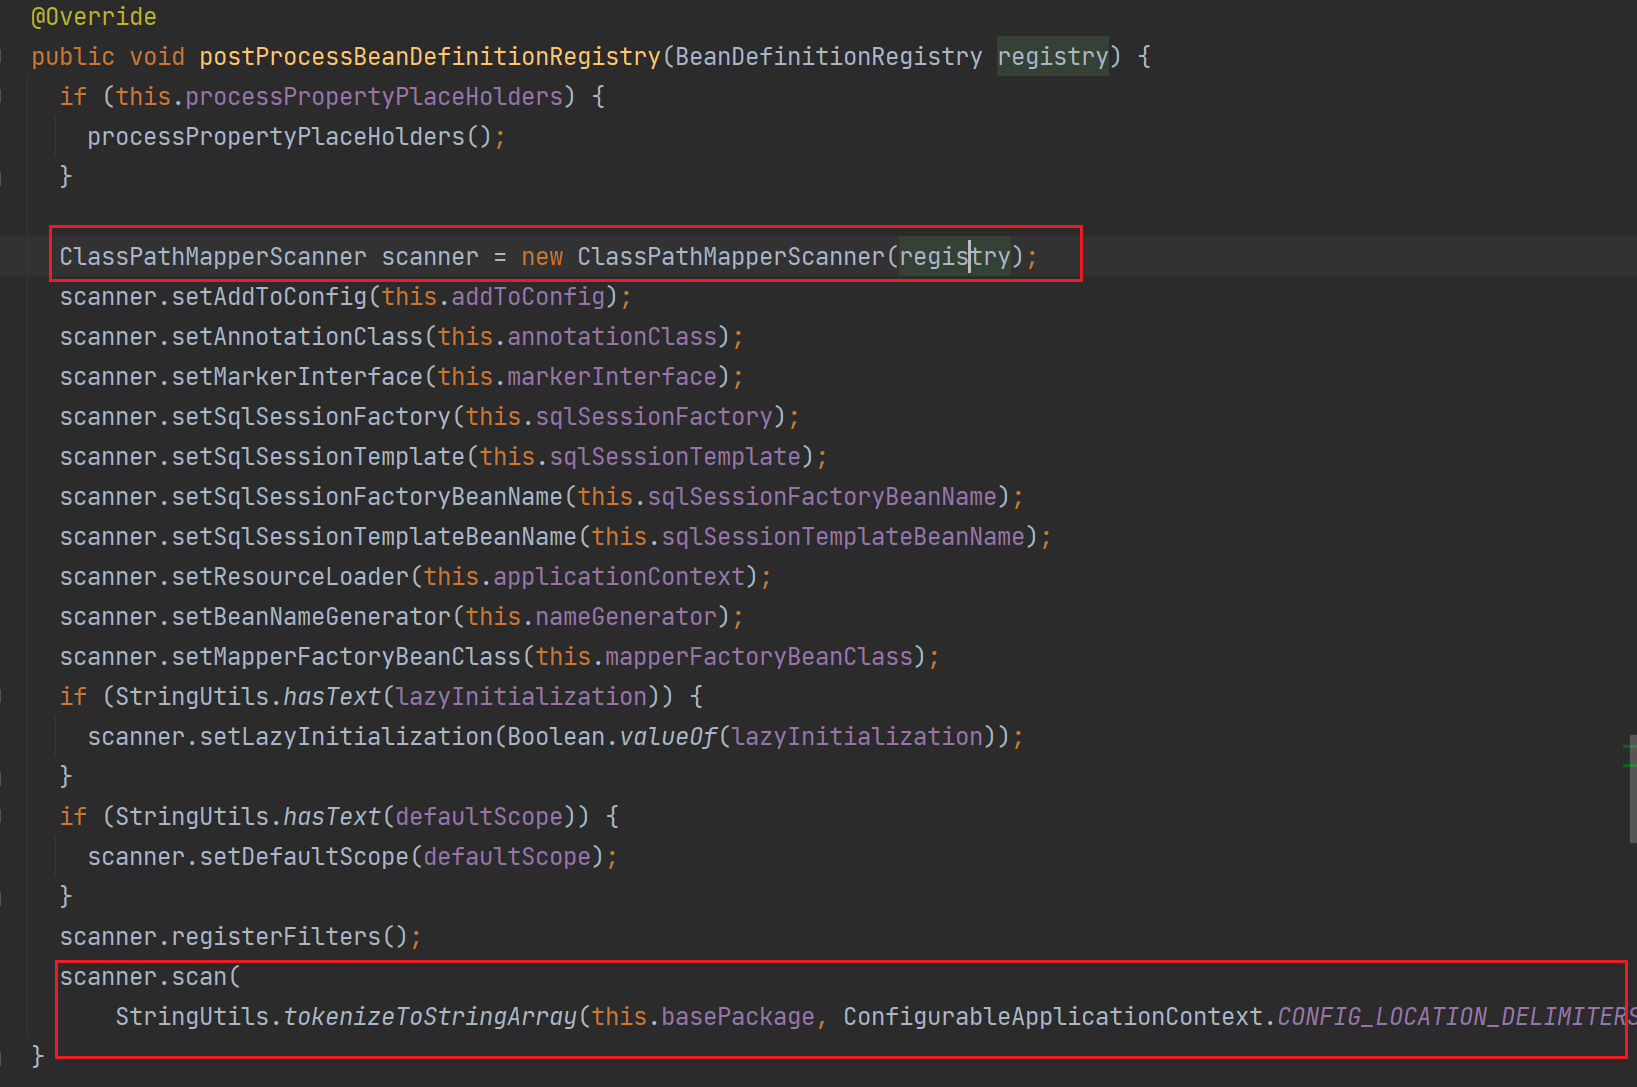 @Override
public void postProcessBeanDefinitionRegistry(BeanDefinitionRegistry registry) {
  if (this.processPropertyPlaceHolders) {
    processPropertyPlaceHolders();
  }

  ClassPathMapperScanner scanner = new ClassPathMapperScanner(registry);
  scanner.setAddToConfig(this.addToConfig);
  scanner.setAnnotationClass(this.annotationClass);
  scanner.setMarkerInterface(this.markerInterface);
  scanner.setSqlSessionFactory(this.sqlSessionFactory);
  scanner.setSqlSessionTemplate(this.sqlSessionTemplate);
  scanner.setSqlSessionFactoryBeanName(this.sqlSessionFactoryBeanName);
  scanner.setSqlSessionTemplateBeanName(this.sqlSessionTemplateBeanName);
  scanner.setResourceLoader(this.applicationContext);
  scanner.setBeanNameGenerator(this.nameGenerator);
  scanner.setMapperFactoryBeanClass(this.mapperFactoryBeanClass);
  if (StringUtils.hasText(lazyInitialization)) {
    scanner.setLazyInitialization(Boolean.valueOf(lazyInitialization));
  }
  if (StringUtils.hasText(defaultScope)) {
    scanner.setDefaultScope(defaultScope);
  }
  scanner.registerFilters();
  scanner.scan(
      StringUtils.tokenizeToStringArray(this.basePackage, ConfigurableApplicationContext.CONFIG_LOCATION_DELIMITERS
}